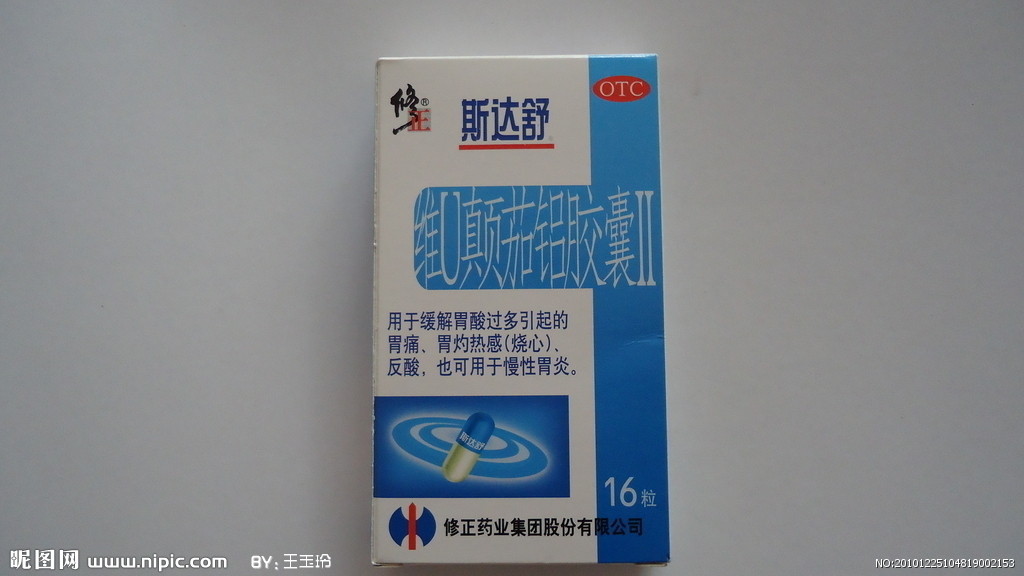 修正®
OTC
斯达舒
维U颠茄铝胶囊II
用于缓解胃酸过多引起的
胃痛、胃灼热感(烧心)、
反酸，也可用于慢性胃炎。
斯达舒
16粒
修正药业集团股份有限公司
昵图网 www.nipic.com BY: 王玉玲
NO:20101225104819002153